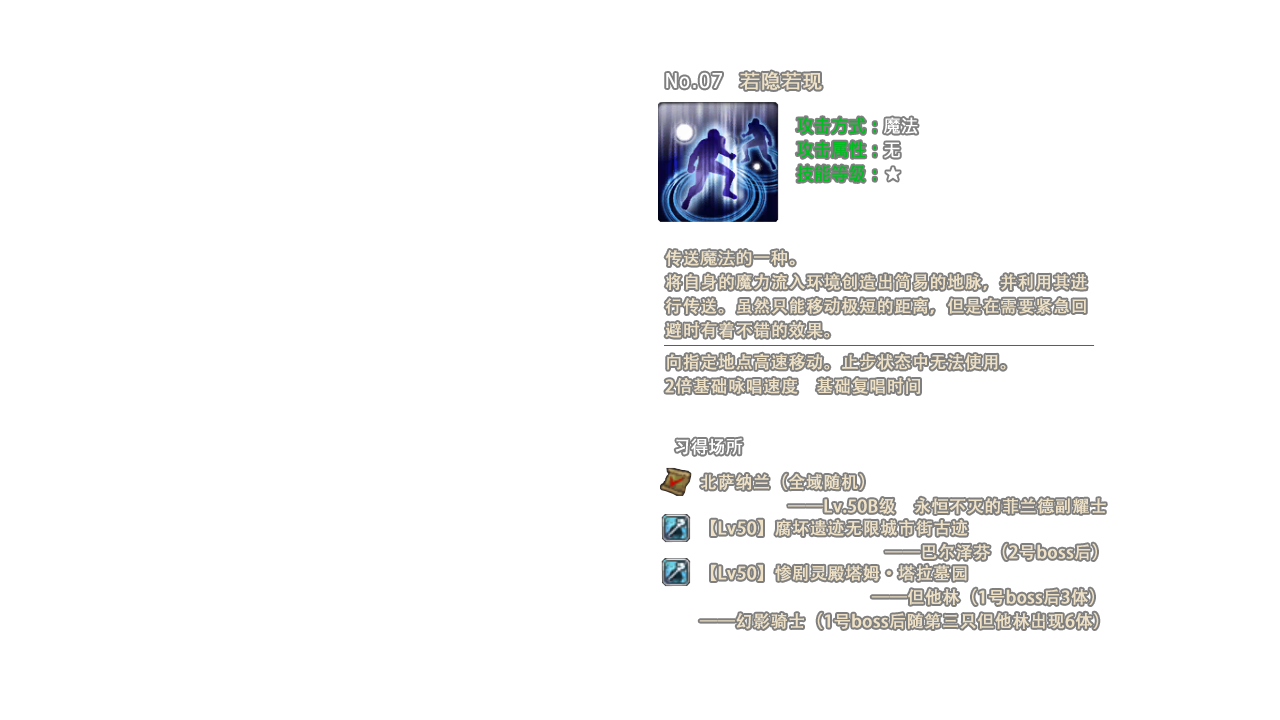 No.07 若隐若现
攻击方式：魔法
攻击属性：无
技能等级：☆
传送魔法的一种。
将自身的魔力流入环境创造出简易的地脉，并利用其进
行传送。虽然只能移动极短的距离，但是在需要紧急回
避时有着不错的效果。
向指定地点高速移动。止步状态中无法使用。
2倍基础咏唱速度 基础复唱时间
习得场所
北萨纳兰（全域随机）
——Lv.50B级 永恒不灭的菲兰德副耀士
【Lv50】腐坏遗迹无限城市街古迹
——巴尔泽芬（2号boss后）
【Lv50】惨剧灵殿塔姆·塔拉墓园
——但他林（1号boss后3体）
——幻影骑士（1号boss后随第三只但他林出现6体）